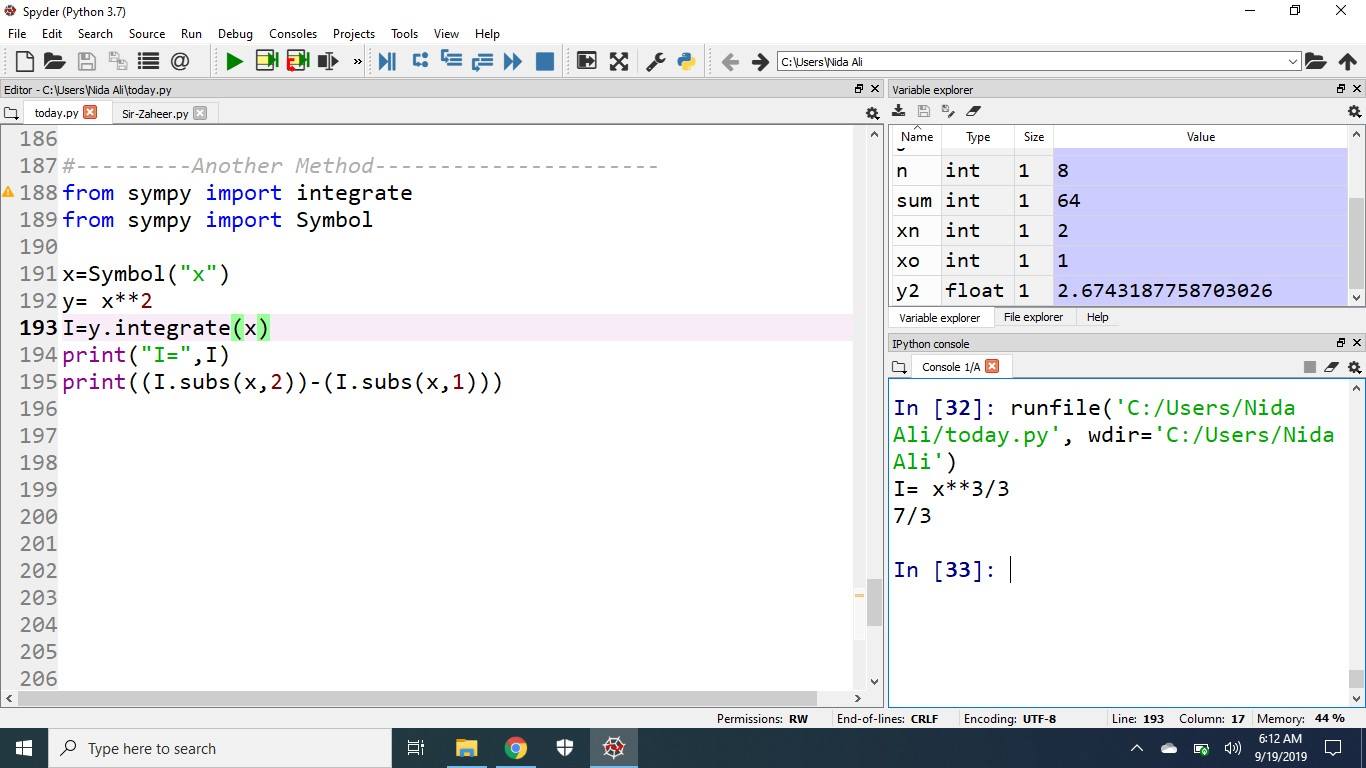 Spyder (Python 3.7)
File Edit Search Source Run Debug Consoles Projects Tools View Help
C:\Users\Nida Ali
Editor - C:\Users\Nida Ali\today.py
today.py
Sir-Zaheer.py
186
187 #---------Another Method----------------------
188 from sympy import integrate
189 from sympy import Symbol
190
191 x=Symbol("x")
192 y= x**2
193 I=y.integrate(x)
194 print("I=",I)
195 print((I.subs(x,2))-(I.subs(x,1)))
196
197
198
199
200
201
202
203
204
205
206
Variable explorer
Name Type Size Value
n int 1 8
sum int 1 64
xn int 1 2
xo int 1 1
y2 float 1 2.6743187758703026
Variable explorer File explorer Help
IPython console
Console 1/A
In [32]: runfile('C:/Users/Nida
Ali/today.py', wdir='C:/Users/Nida
Ali')
I= x**3/3
7/3
In [33]:
Permissions: RW End-of-lines: CRLF Encoding: UTF-8 Line: 193 Column: 17 Memory: 44 %
Type here to search
6:12 AM
9/19/2019